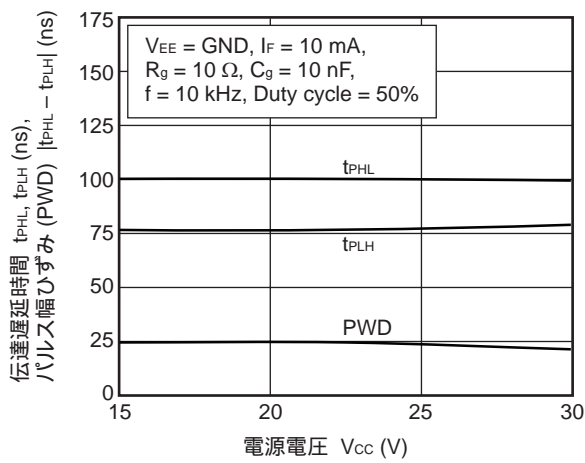 伝達遅延時間 tPHL, tPLH (ns),
パルス幅ひずみ (PWD) |tPHL – tPLH| (ns)
175
150
125
100
75
50
25
0
VEE = GND, IF = 10 mA,
Rg = 10 Ω, Cg = 10 nF,
f = 10 kHz, Duty cycle = 50%
tPHL
tPLH
PWD
15
20
25
30
電源電圧 VCC (V)